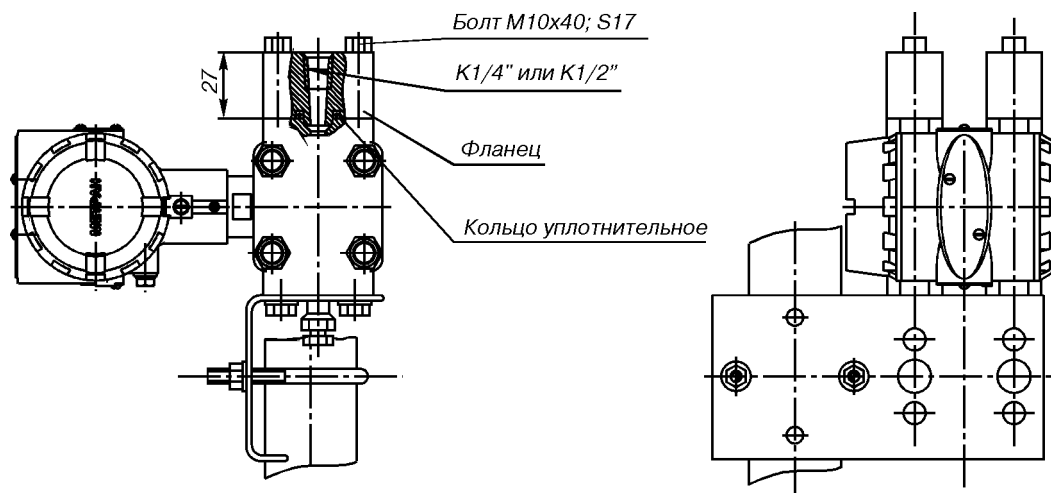 Болт М10х40; S17
К1/4" или К1/2"
27
Фланец
Кольцо уплотнительное